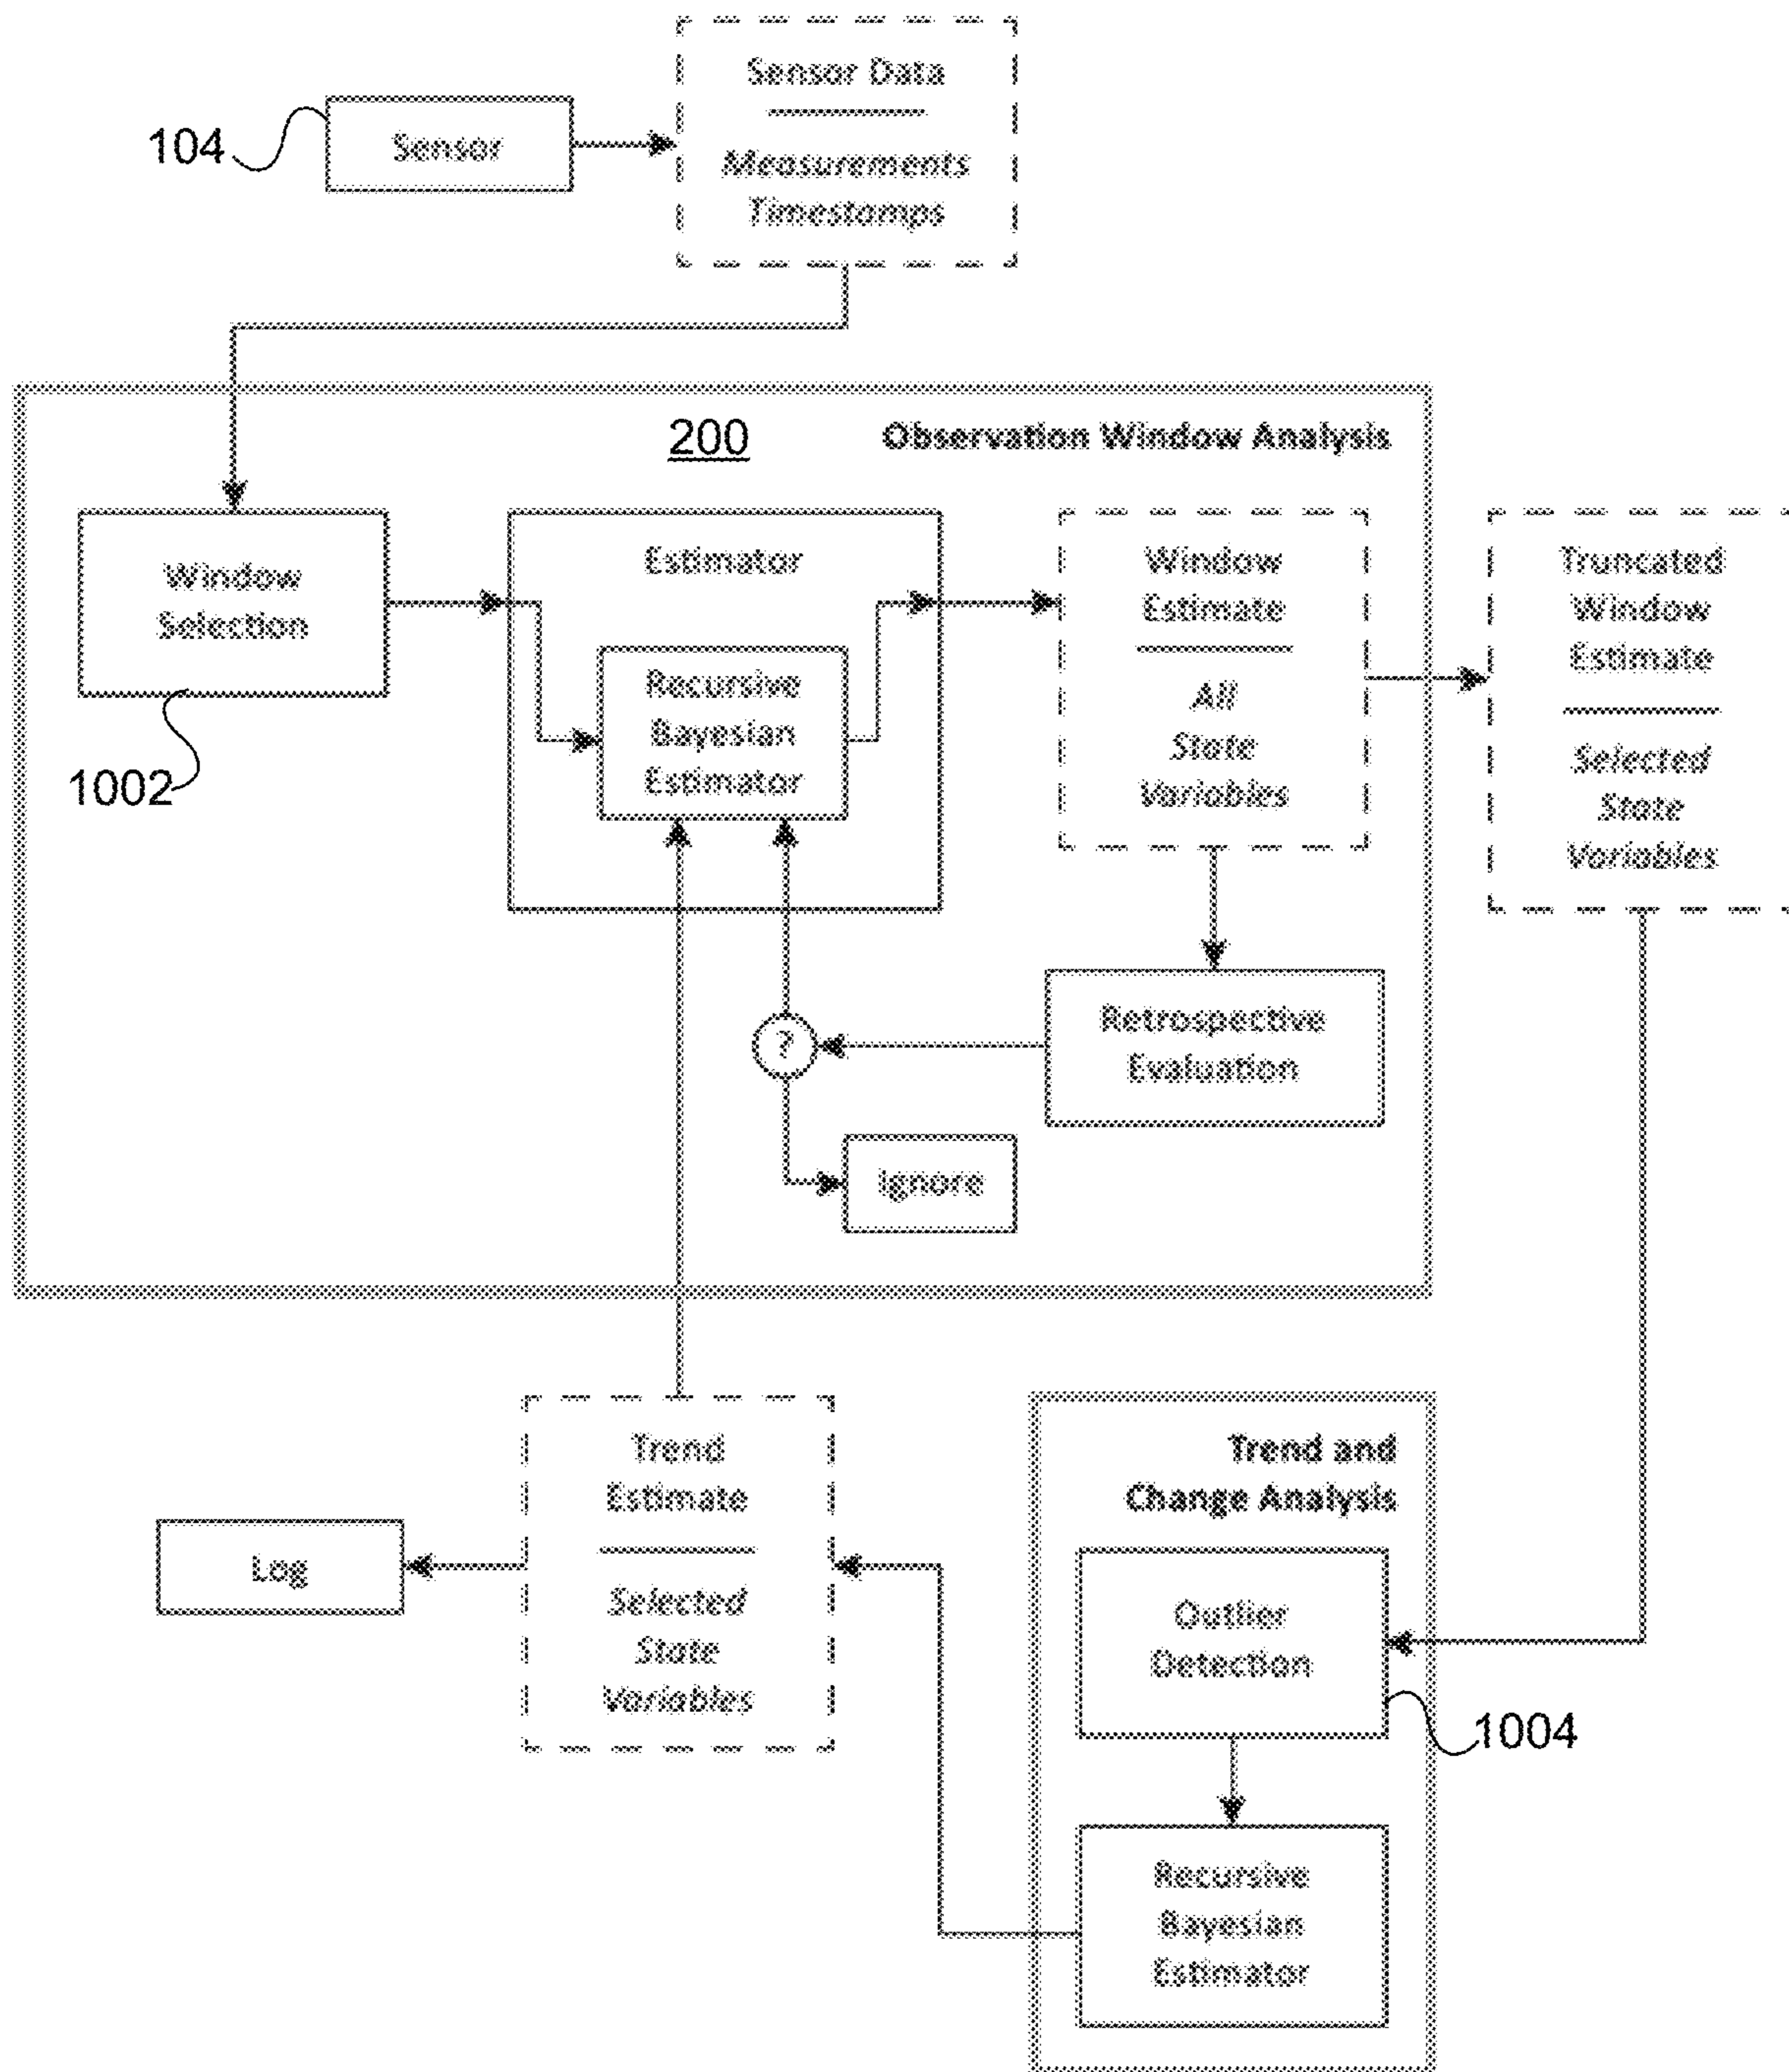 Sensor Data
Measurements
Timestamps
104
Sensor
200
Observation Window Analysis
Window
Selection
1002
Estimator
Recursive
Bayesian
Estimator
Window
Estimate
All
State
Variables
Truncated
Window
Estimate
Selected
State
Variables
?
Retrospective
Evaluation
Ignore
Trend
Estimate
Selected
State
Variables
Log
Trend and
Change Analysis
Outlier
Detection
1004
Recursive
Bayesian
Estimator